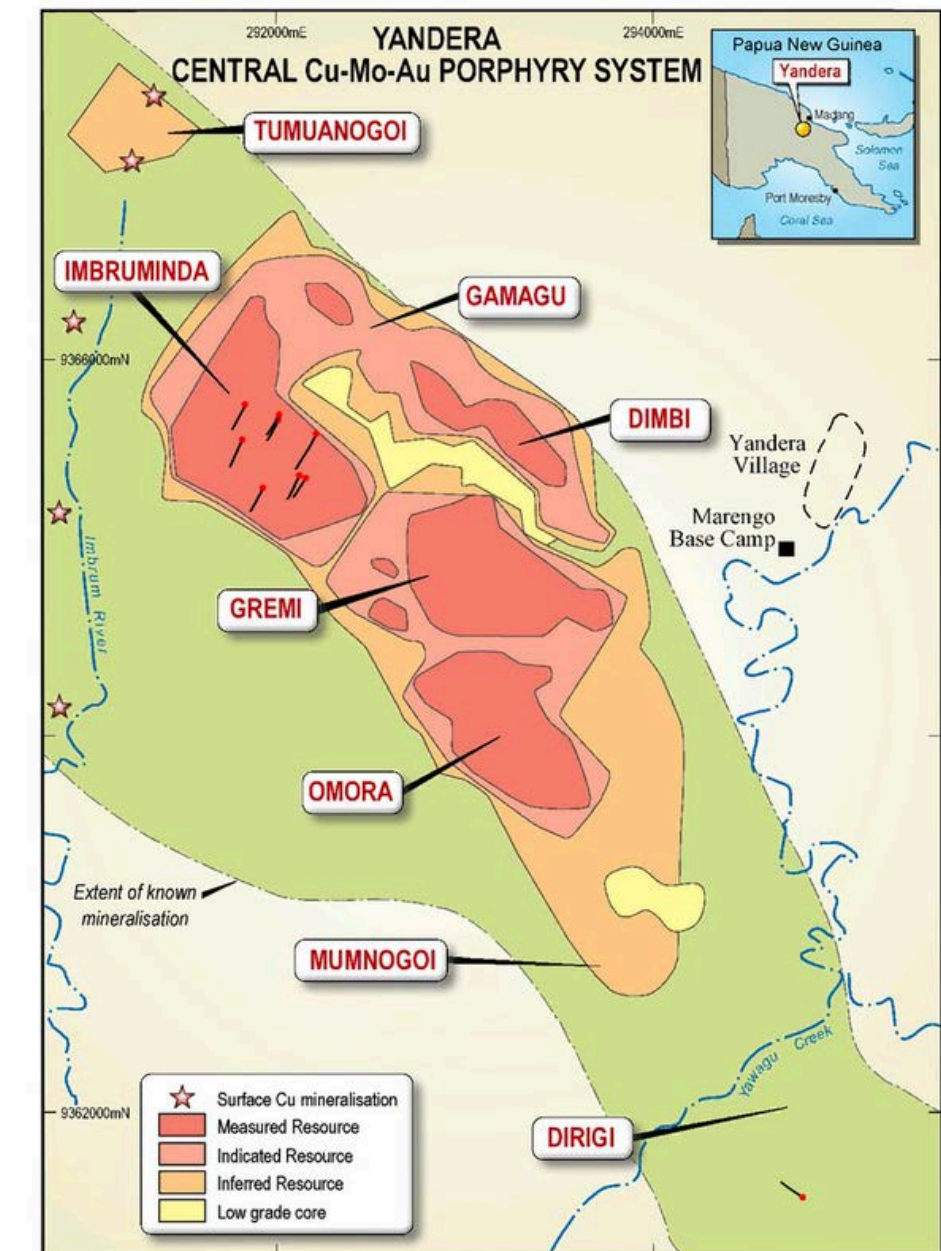 292000mE
294000mE
YANDERA
CENTRAL Cu-Mo-Au PORPHYRY SYSTEM
Papua New Guinea
Yandera
Madang
Solomon
Sea
Port Moresby
Coral Sea
TUMUANOGOI
IMBRUMINDA
GAMAGU
9366000mN
DIMBI
Yandera
Village
Marengo
Base Camp
Imbrum River
GREMI
OMORA
Extent of known
mineralisation
MUMNOGOI
Yawagu Creek
9362000mN
DIRIGI
Surface Cu mineralisation
Measured Resource
Indicated Resource
Inferred Resource
Low grade core